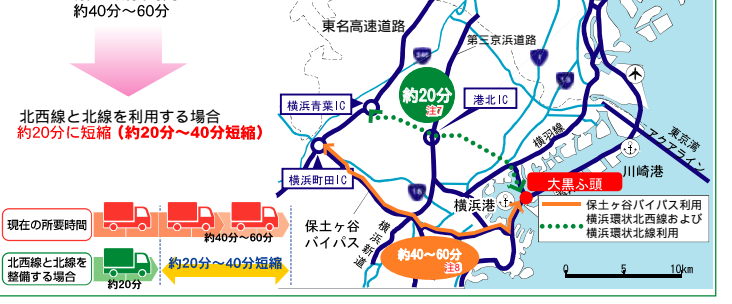 約40分～60分
北西線と北線を利用する場合
約20分に短縮（約20分～40分短縮）
現在の所要時間
約40分～60分
北西線と北線を
整備する場合
約20分
約20分～40分短縮
東名高速道路
第三京浜道路
246
1
15
横浜青葉IC
約20分
注7
港北IC
横羽線
東京湾
アクアライン
川崎港
横浜町田IC
大黒ふ頭
横浜港
16
保土ヶ谷
バイパス
横浜新道
約40～60分
注8
保土ヶ谷バイパス利用
横浜環状北西線および
横浜環状北線利用
0 5 10km